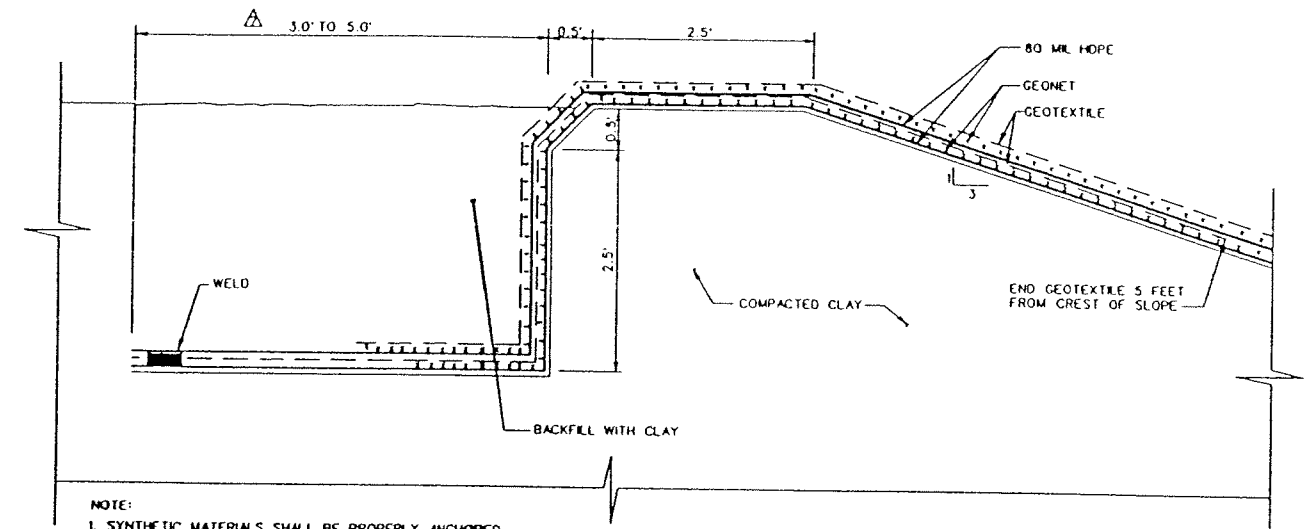 3.0' TO 5.0'
0.5'
2.5'
80 MIL HDPE
GEONET
GEOTEXTILE
0.5'
1
3
2.5'
WELD
COMPACTED CLAY
END GEOTEXTILE 5 FEET
FROM CREST OF SLOPE
BACKFILL WITH CLAY
NOTE:
1. SYNTHETIC MATERIALS SHALL BE PROPERLY ANCHORED